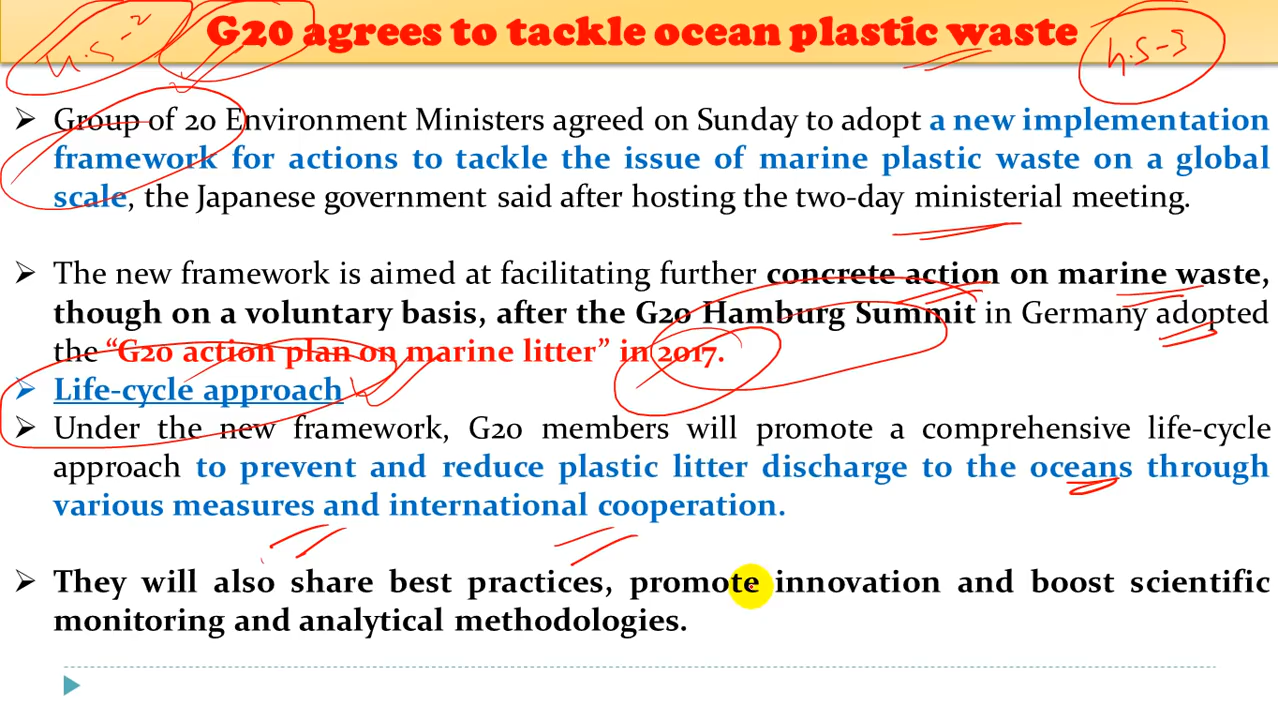 G20 agrees to tackle ocean plastic waste
h.S-2
h.S-3
➢ Group of 20 Environment Ministers agreed on Sunday to adopt a new implementation
framework for actions to tackle the issue of marine plastic waste on a global
scale, the Japanese government said after hosting the two-day ministerial meeting.
➢ The new framework is aimed at facilitating further concrete action on marine waste,
though on a voluntary basis, after the G20 Hamburg Summit in Germany adopted
the “G20 action plan on marine litter” in 2017.
➢ Life-cycle approach
➢ Under the new framework, G20 members will promote a comprehensive life-cycle
approach to prevent and reduce plastic litter discharge to the oceans through
various measures and international cooperation.
➢ They will also share best practices, promote innovation and boost scientific
monitoring and analytical methodologies.